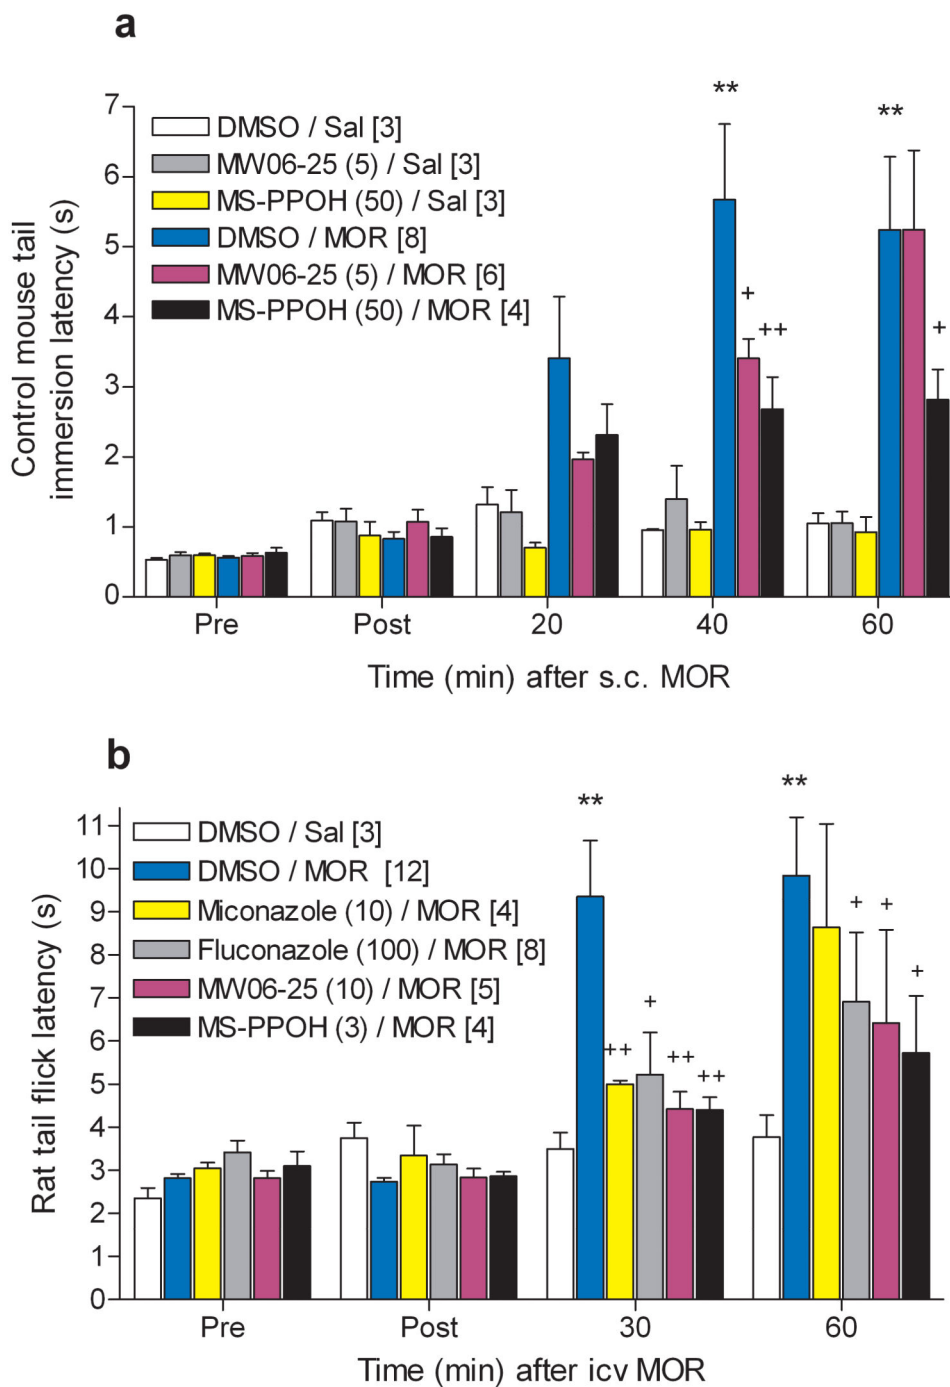 a
Control mouse tail
immersion latency (s)
7
6
5
4
3
2
1
0
DMSO / Sal [3]
MW06-25 (5) / Sal [3]
MS-PPOH (50) / Sal [3]
DMSO / MOR [8]
MW06-25 (5) / MOR [6]
MS-PPOH (50) / MOR [4]
**
**
+
++
+
Pre Post 20 40 60
Time (min) after s.c. MOR
b
Rat tail flick latency (s)
11
10
9
8
7
6
5
4
3
2
1
0
DMSO / Sal [3]
DMSO / MOR [12]
Miconazole (10) / MOR [4]
Fluconazole (100) / MOR [8]
MW06-25 (10) / MOR [5]
MS-PPOH (3) / MOR [4]
**
**
++ + ++ ++
+ + +
Pre Post 30 60
Time (min) after icv MOR